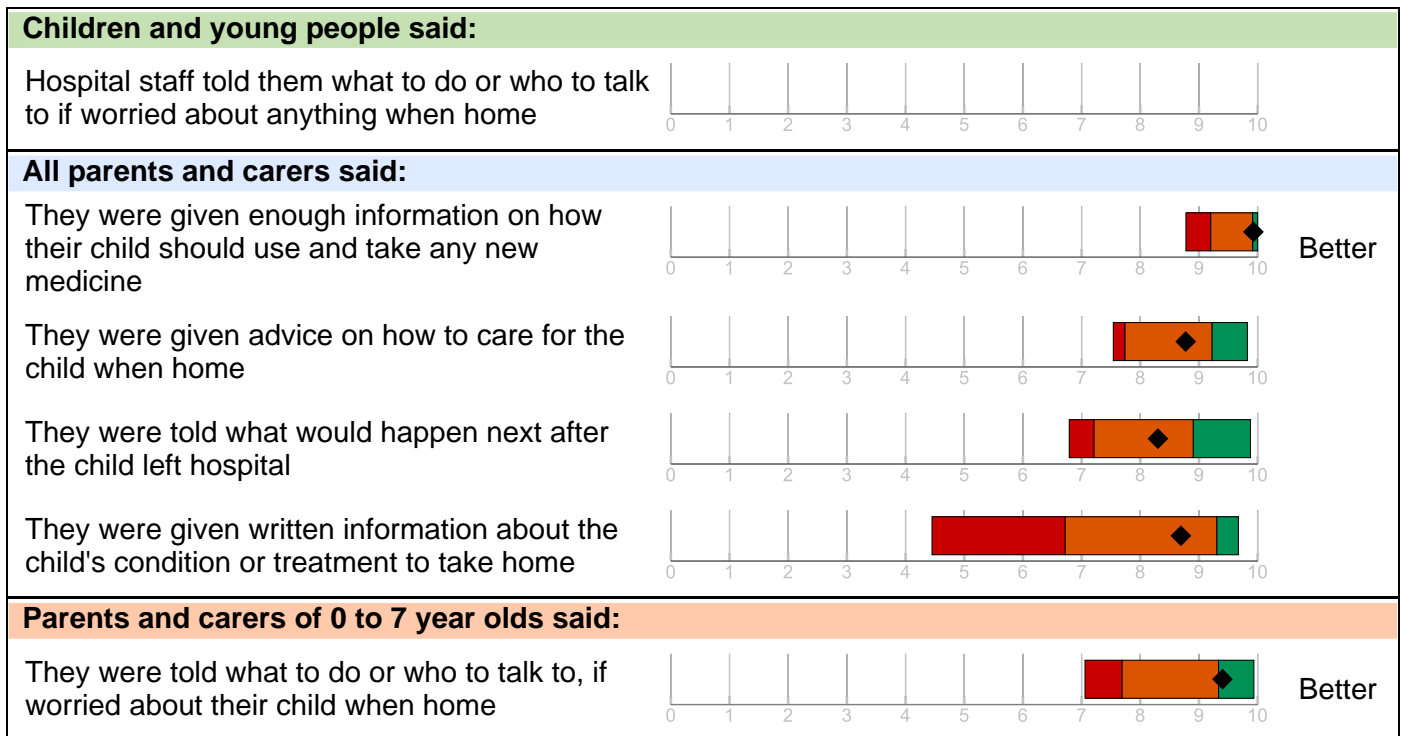 Children and young people said:
Hospital staff told them what to do or who to talk
to if worried about anything when home
0 1 2 3 4 5 6 7 8 9 10
All parents and carers said:
They were given enough information on how
their child should use and take any new
medicine
0 1 2 3 4 5 6 7 8 9 10
Better
They were given advice on how to care for the
child when home
0 1 2 3 4 5 6 7 8 9 10
They were told what would happen next after
the child left hospital
0 1 2 3 4 5 6 7 8 9 10
They were given written information about the
child's condition or treatment to take home
0 1 2 3 4 5 6 7 8 9 10
Parents and carers of 0 to 7 year olds said:
They were told what to do or who to talk to, if
worried about their child when home
0 1 2 3 4 5 6 7 8 9 10
Better